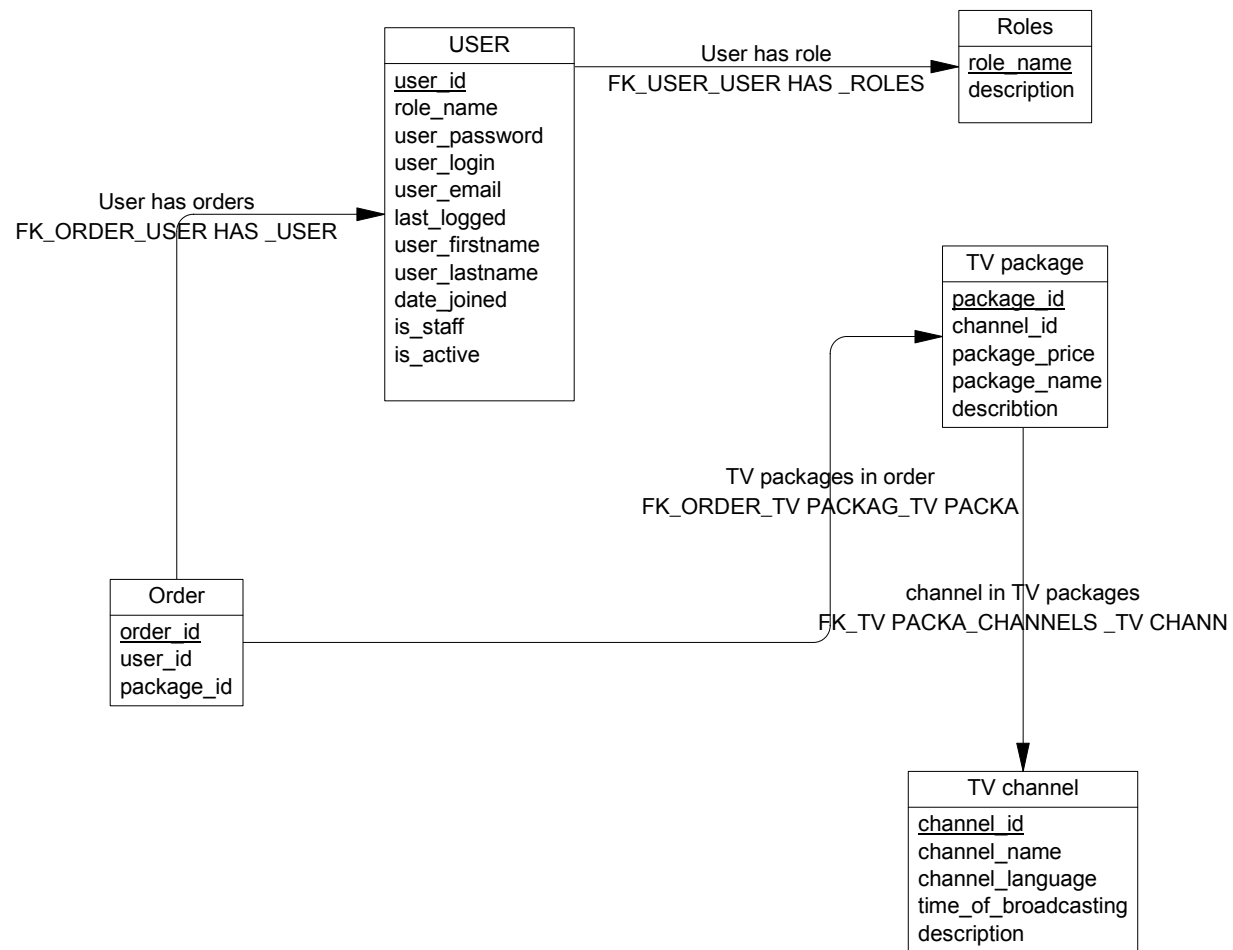 USER
user_id
role_name
user_password
user_login
user_email
last_logged
user_firstname
user_lastname
date_joined
is_staff
is_active
User has role
FK_USER_USER HAS _ROLES
Roles
role_name
description
User has orders
FK_ORDER_USER HAS _USER
TV package
package_id
channel_id
package_price
package_name
describtion
TV packages in order
FK_ORDER_TV PACKAG_TV PACKA
Order
order_id
user_id
package_id
channel in TV packages
FK_TV PACKA_CHANNELS _TV CHANN
TV channel
channel_id
channel_name
channel_language
time_of_broadcasting
description